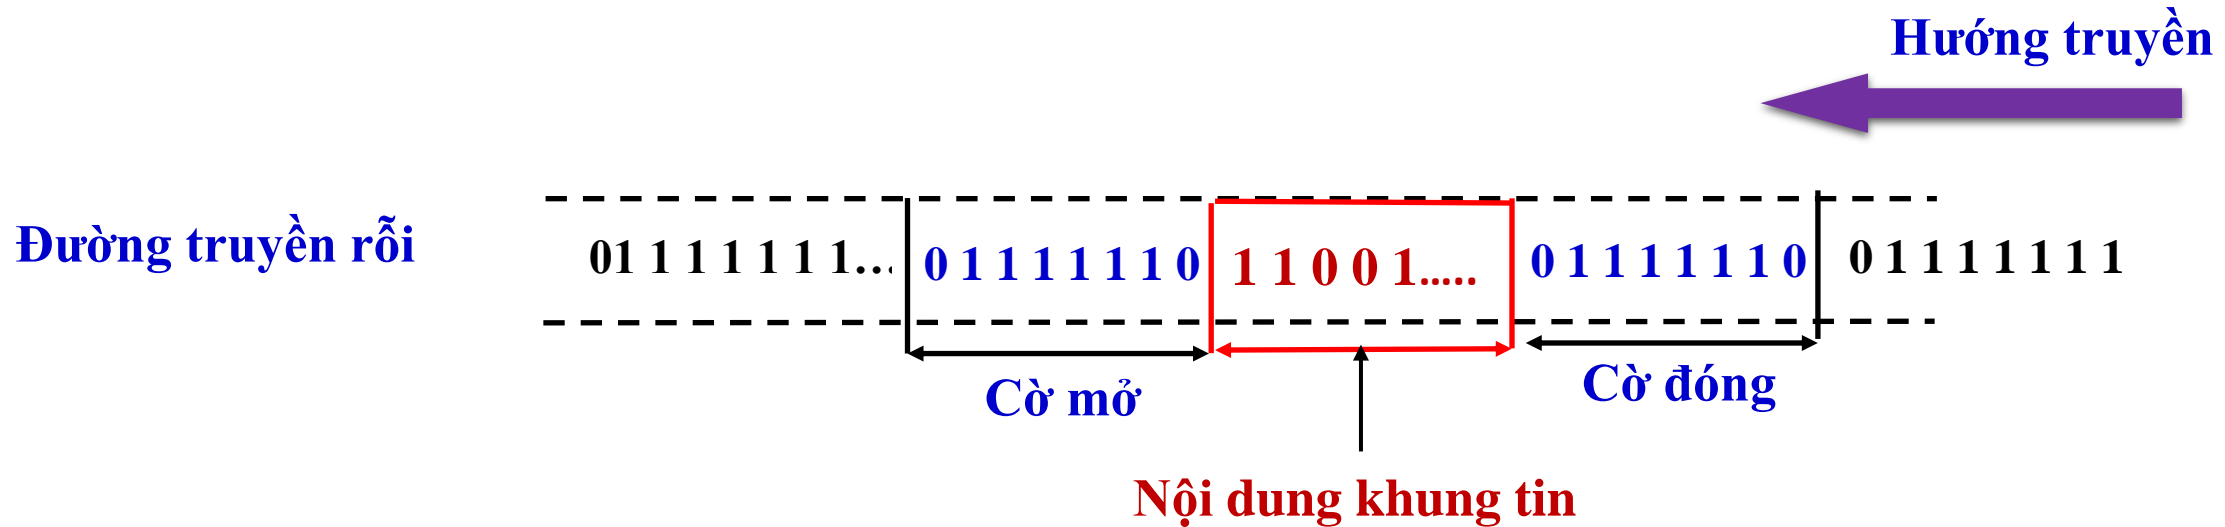 Hướng truyền
Đường truyền rỗi
01 1 1 1 1 1 1... 0 1 1 1 1 1 1 0 1 1 0 0 1..... 0 1 1 1 1 1 1 0 0 1 1 1 1 1 1 1
Cờ mở
Cờ đóng
Nội dung khung tin